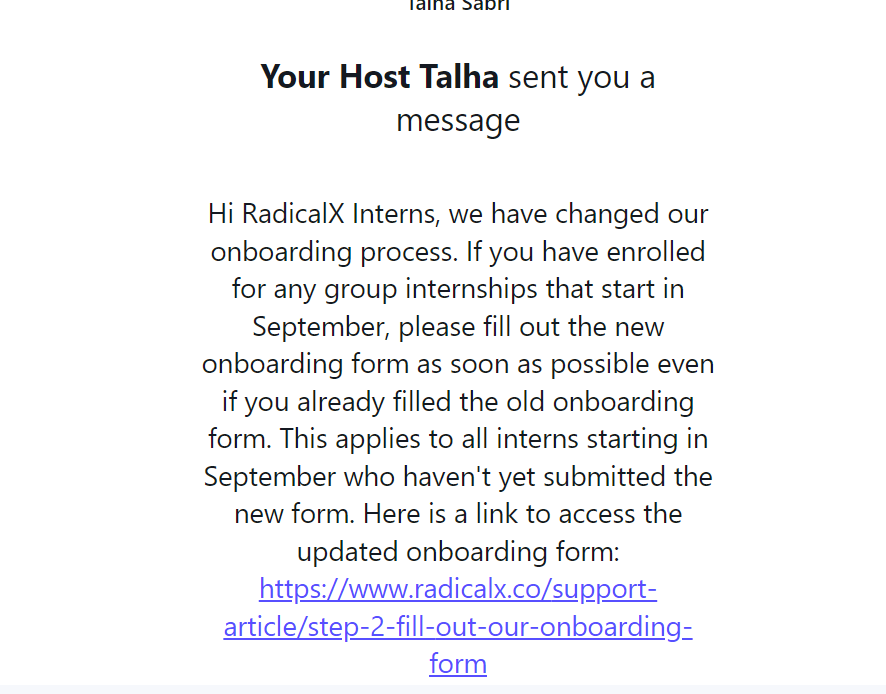 Talha Sabri
Your Host Talha sent you a
message
Hi RadicalX Interns, we have changed our
onboarding process. If you have enrolled
for any group internships that start in
September, please fill out the new
onboarding form as soon as possible even
if you already filled the old onboarding
form. This applies to all interns starting in
September who haven't yet submitted the
new form. Here is a link to access the
updated onboarding form:
https://www.radicalx.co/support-
article/step-2-fill-out-our-onboarding-
form